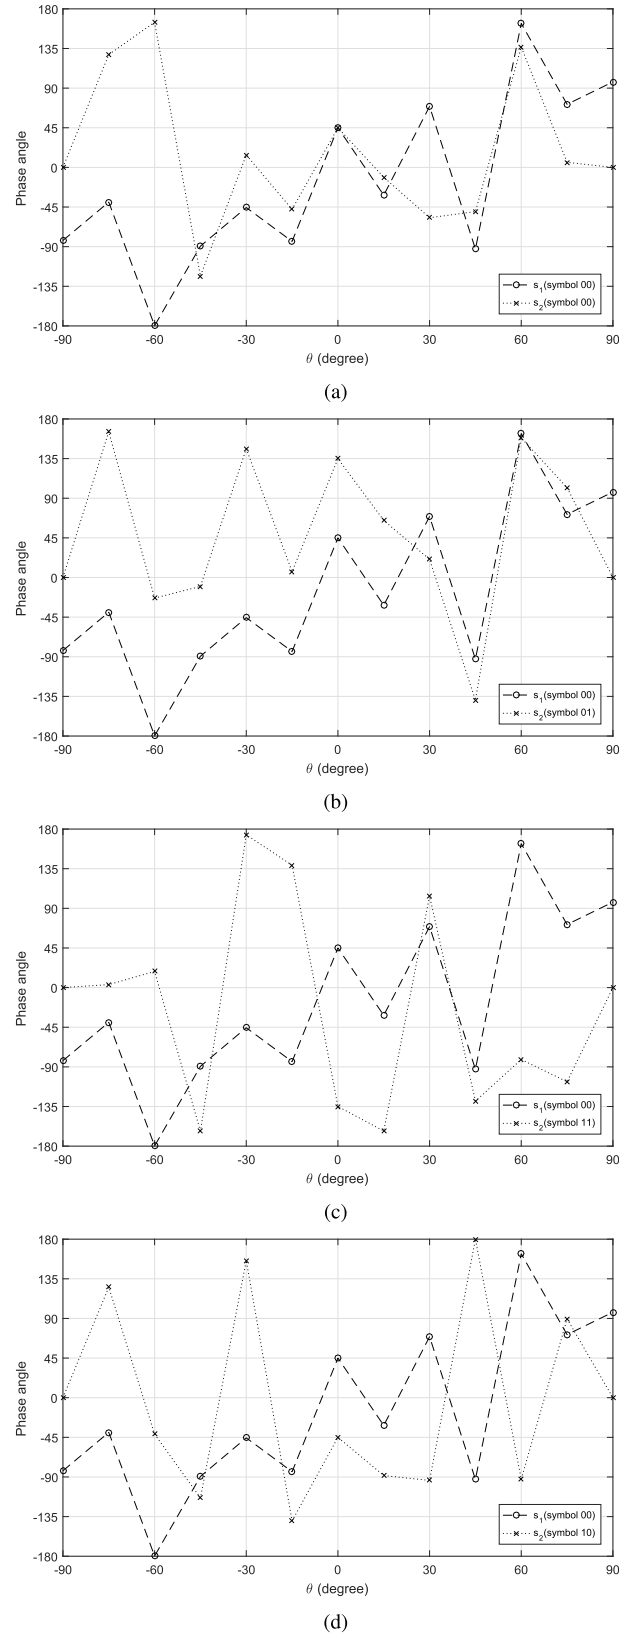 180
135
90
45
0
-45
-90
-135
-180
Phase angle
s1(symbol 00)
s2(symbol 00)
-90 -60 -30 0 30 60 90
θ (degree)
(a)
180
135
90
45
0
-45
-90
-135
-180
Phase angle
s1(symbol 00)
s2(symbol 01)
-90 -60 -30 0 30 60 90
θ (degree)
(b)
180
135
90
45
0
-45
-90
-135
-180
Phase angle
s1(symbol 00)
s2(symbol 11)
-90 -60 -30 0 30 60 90
θ (degree)
(c)
180
135
90
45
0
-45
-90
-135
-180
Phase angle
s1(symbol 00)
s2(symbol 10)
-90 -60 -30 0 30 60 90
θ (degree)
(d)